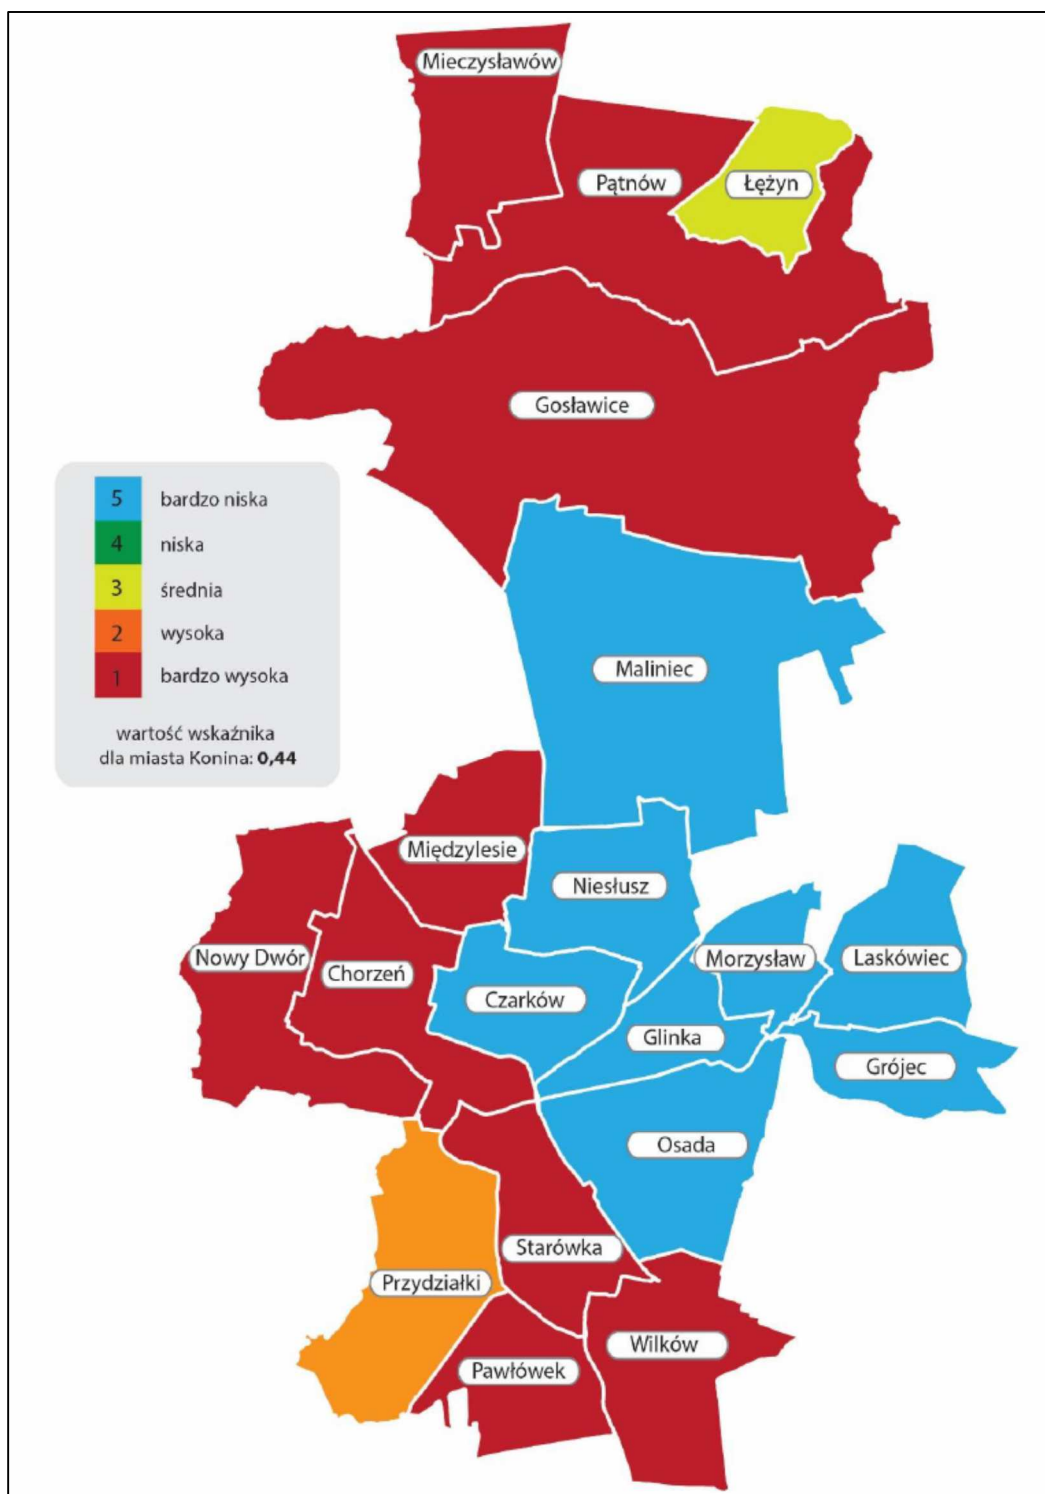 Mieczysławów
Pątnów
Łężyn
Gosławice
5 bardzo niska
4 niska
3 średnia
2 wysoka
1 bardzo wysoka
wartość wskaźnika
dla miasta Konina: 0,44
Maliniec
Międzylesie
Niesłusz
Nowy Dwór
Chorzeń
Czarków
Morzysław
Laskówiec
Glinka
Grójec
Osada
Starówka
Przydziałki
Wilków
Pawłówek